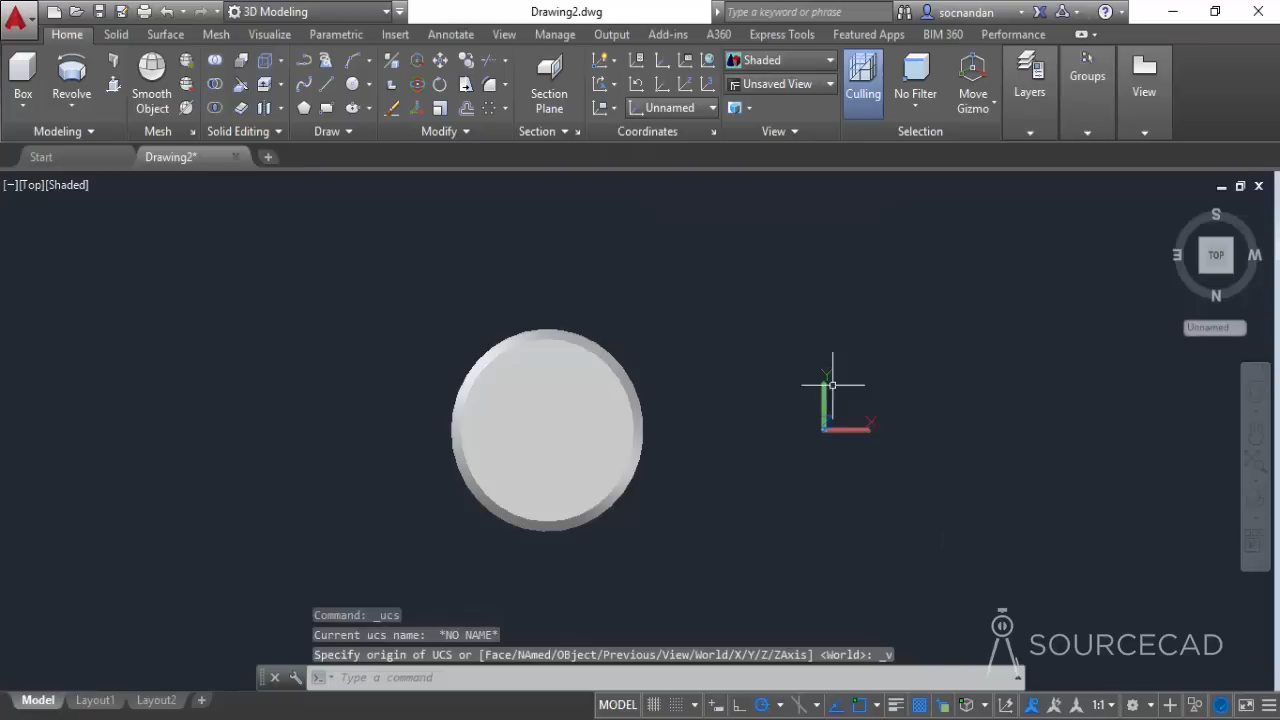 3D Modeling
Drawing2.dwg
Type a keyword or phrase
socnandan
Home Solid Surface Mesh Visualize Parametric Insert Annotate View Manage Output Add-ins A360 Express Tools Featured Apps BIM 360 Performance
Box
Revolve
Smooth
Object
Section
Plane
Unnamed
Shaded
Unsaved View
Culling
No Filter
Move
Gizmo
Layers
Groups
View
Modeling
Mesh
Solid Editing
Draw
Modify
Section
Coordinates
View
Selection
Start
Drawing2*
[−][Top][Shaded]
S
E TOP W
N
Unnamed
Y
X
Command: _ucs
Current ucs name:  *NO NAME*
Specify origin of UCS or [Face/NAmed/OBject/Previous/View/World/X/Y/Z/ZAxis] <World>: _v
Type a command
SOURCECAD
Model Layout1 Layout2
MODEL
1:1